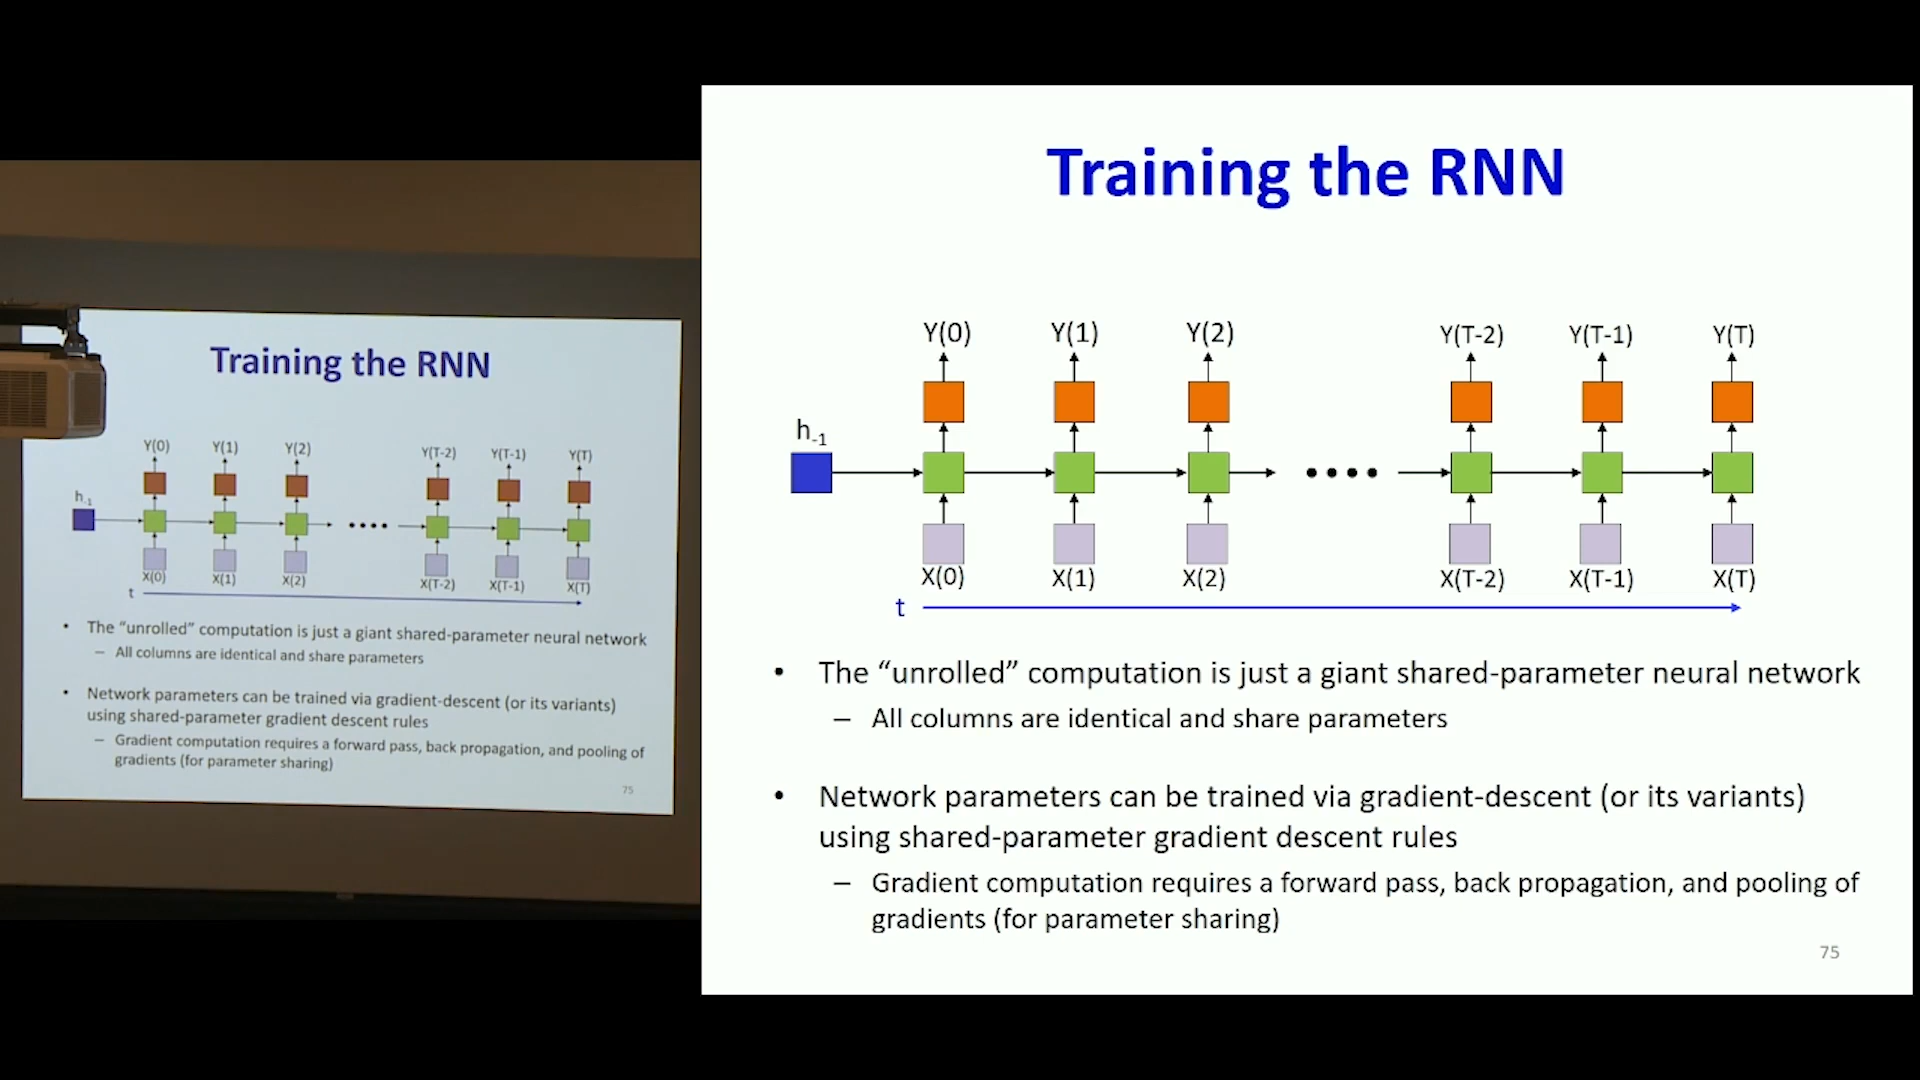 Training the RNN
Y(0) Y(1) Y(2) Y(T-2) Y(T-1) Y(T)
h-1
X(0) X(1) X(2) X(T-2) X(T-1) X(T)
t
• The “unrolled” computation is just a giant shared-parameter neural network
– All columns are identical and share parameters
• Network parameters can be trained via gradient-descent (or its variants)
using shared-parameter gradient descent rules
– Gradient computation requires a forward pass, back propagation, and pooling of
gradients (for parameter sharing)
75
Training the RNN
Y(0) Y(1) Y(2) Y(T-2) Y(T-1) Y(T)
h-1
X(0) X(1) X(2) X(T-2) X(T-1) X(T)
t
• The “unrolled” computation is just a giant shared-parameter neural network
– All columns are identical and share parameters
• Network parameters can be trained via gradient-descent (or its variants)
using shared-parameter gradient descent rules
– Gradient computation requires a forward pass, back propagation, and pooling of
gradients (for parameter sharing)
75